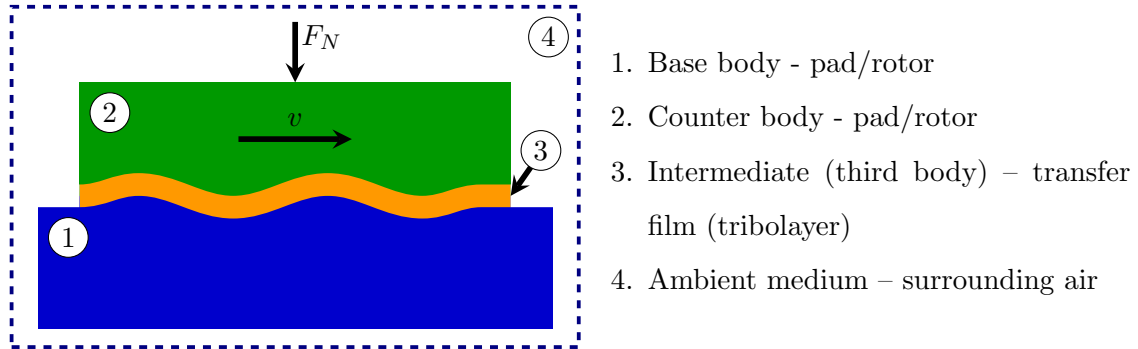 F_N
4
2
v
3
1
1. Base body - pad/rotor
2. Counter body - pad/rotor
3. Intermediate (third body) – transfer
film (tribolayer)
4. Ambient medium – surrounding air